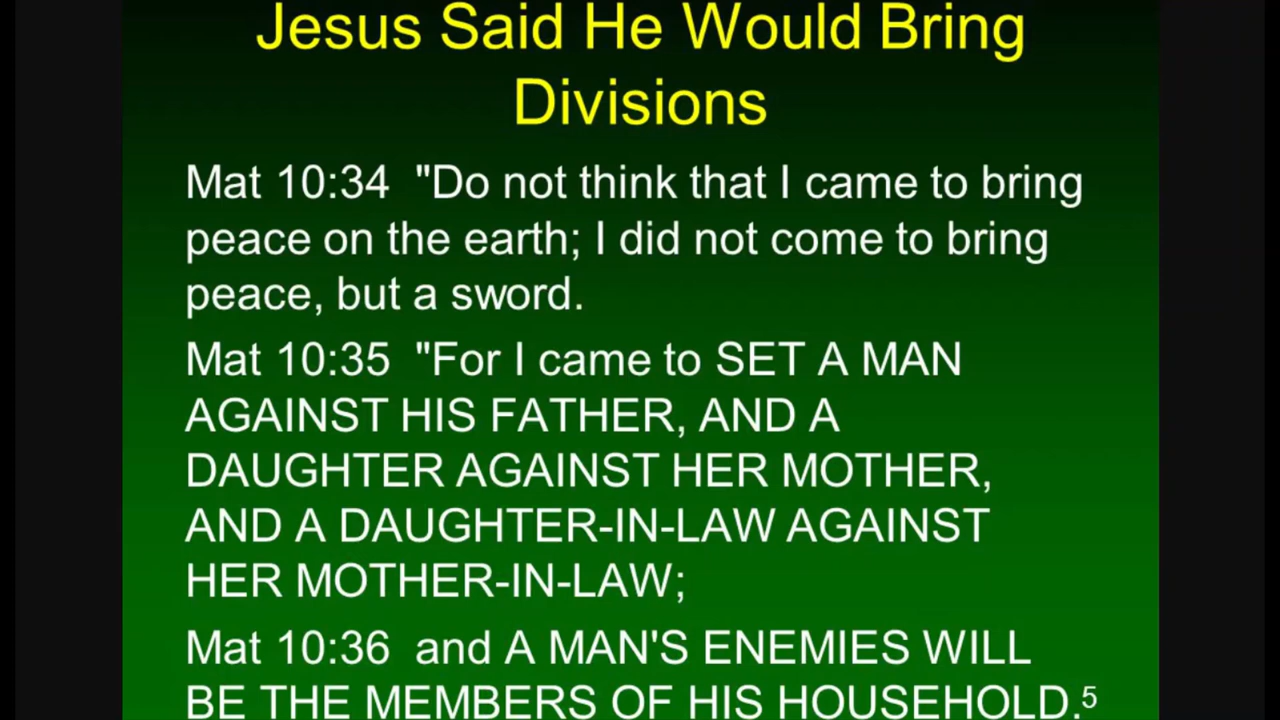 Jesus Said He Would Bring
Divisions
Mat 10:34  "Do not think that I came to bring
peace on the earth; I did not come to bring
peace, but a sword.
Mat 10:35  "For I came to SET A MAN
AGAINST HIS FATHER, AND A
DAUGHTER AGAINST HER MOTHER,
AND A DAUGHTER-IN-LAW AGAINST
HER MOTHER-IN-LAW;
Mat 10:36  and A MAN'S ENEMIES WILL
BE THE MEMBERS OF HIS HOUSEHOLD.5